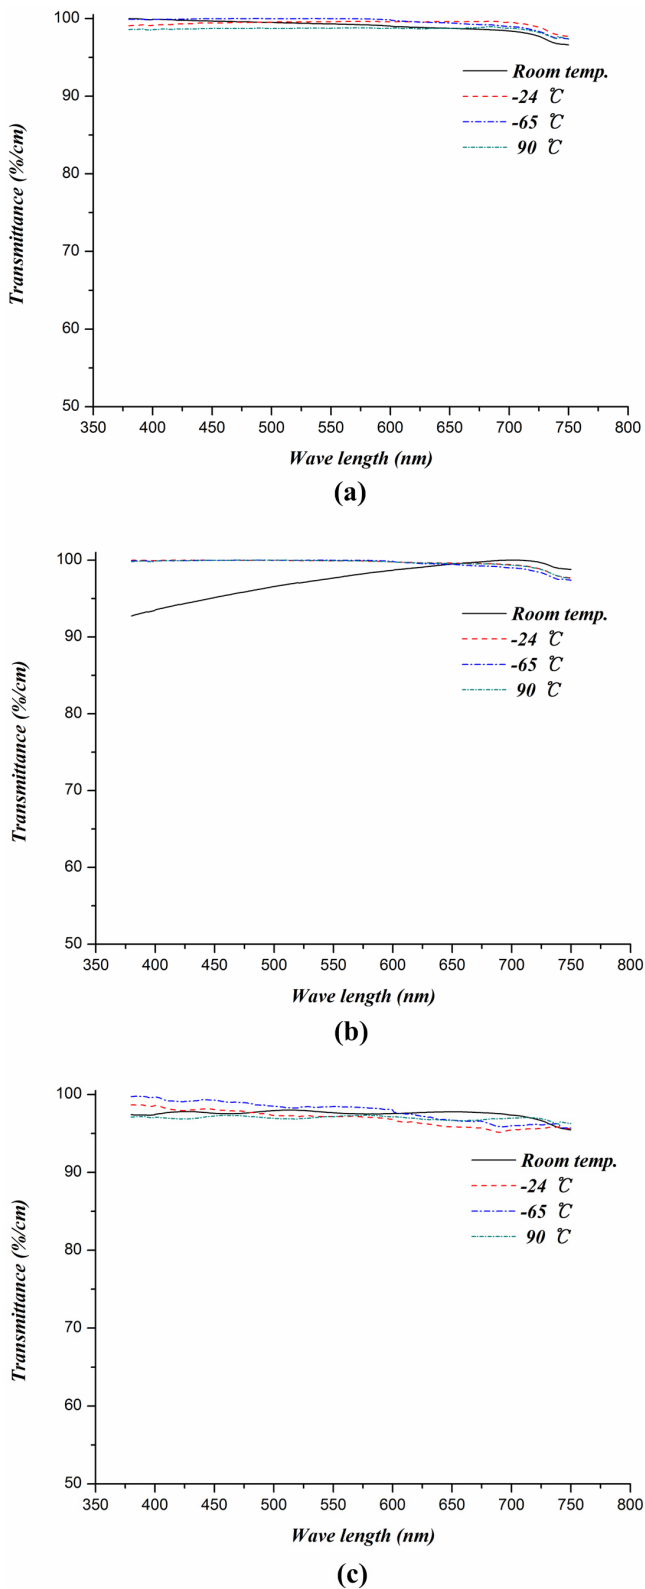 100
90
80
70
60
50
Transmittance (%/cm)
Room temp.
-24 ℃
-65 ℃
90 ℃
350 400 450 500 550 600 650 700 750 800
Wave length (nm)
(a)
100
90
80
70
60
50
Transmittance (%/cm)
Room temp.
-24 ℃
-65 ℃
90 ℃
350 400 450 500 550 600 650 700 750 800
Wave length (nm)
(b)
100
90
80
70
60
50
Transmittance (%/cm)
Room temp.
-24 ℃
-65 ℃
90 ℃
350 400 450 500 550 600 650 700 750 800
Wave length (nm)
(c)